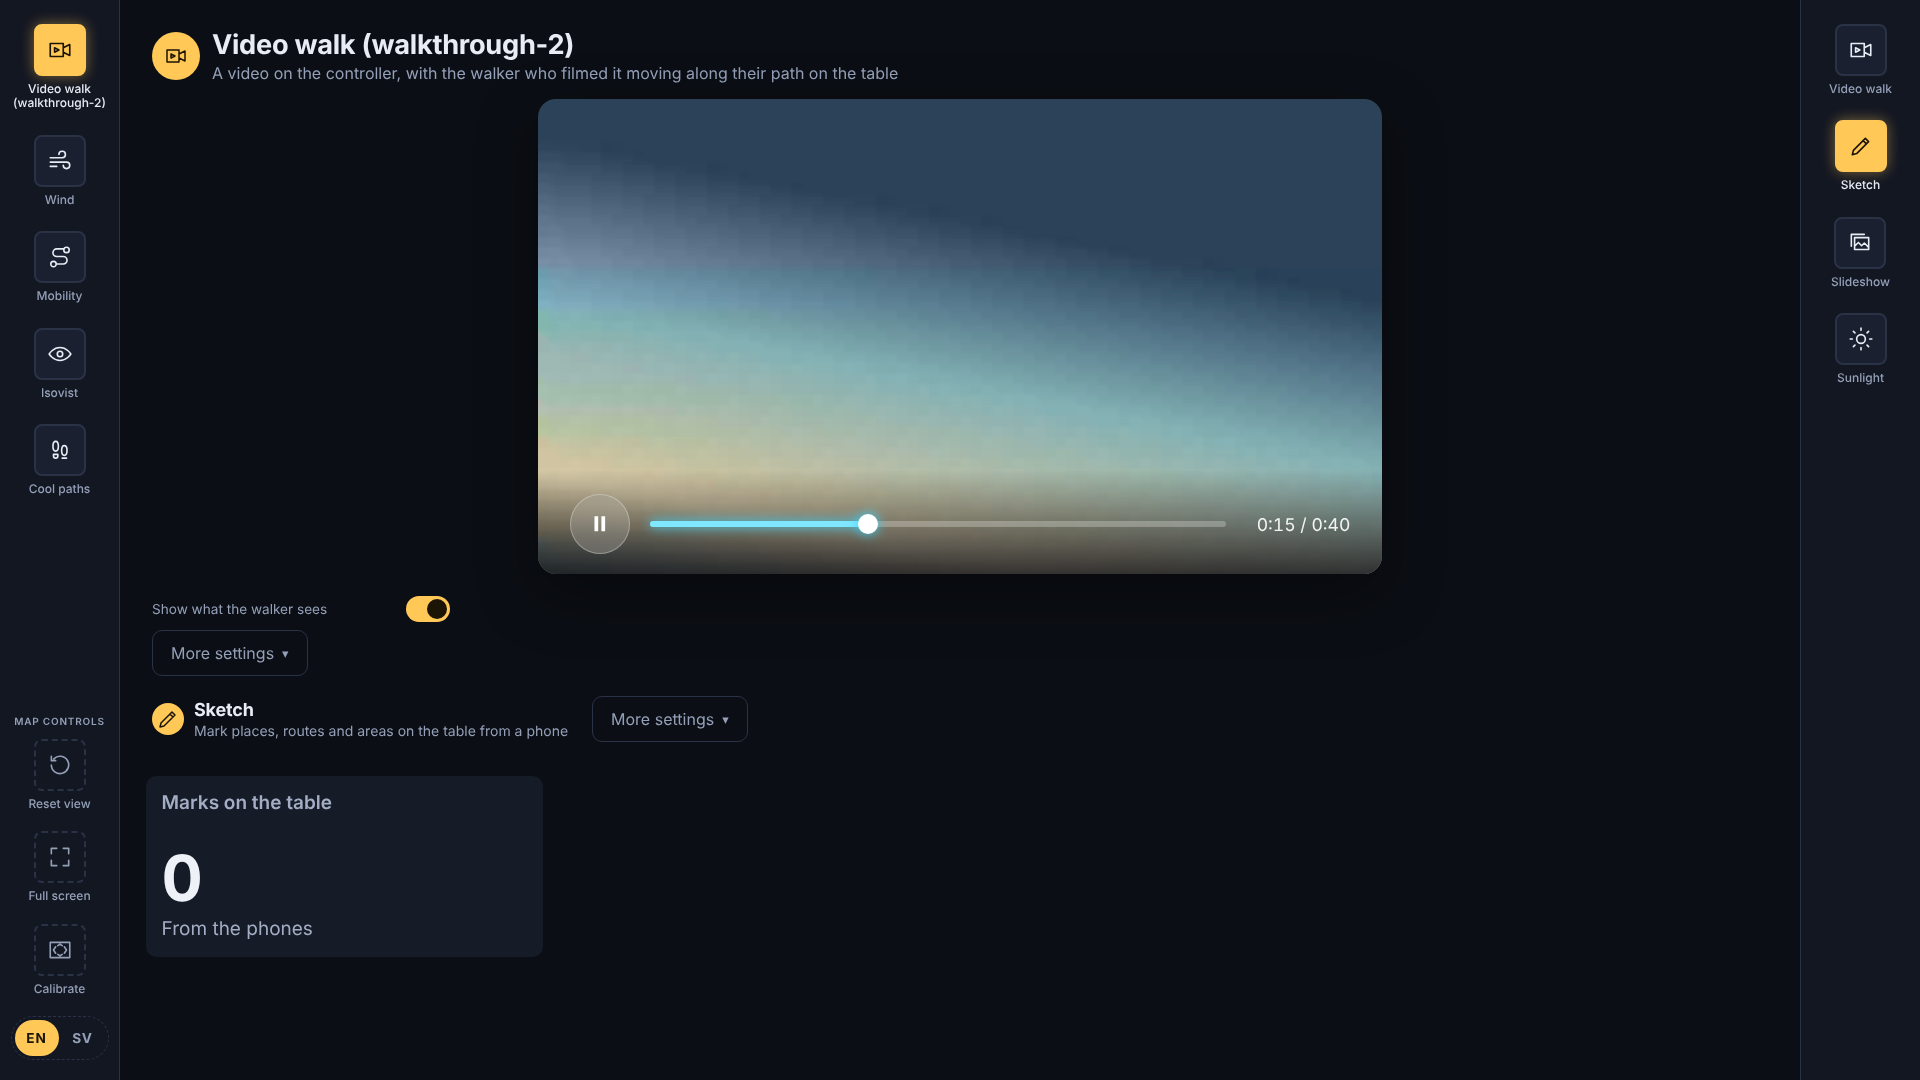 Video walk
(walkthrough-2)
Wind
Mobility
Isovist
Cool paths
MAP CONTROLS
Reset view
Full screen
Calibrate
EN SV
Video walk (walkthrough-2)
A video on the controller, with the walker who filmed it moving along their path on the table
0:15 / 0:40
Show what the walker sees
More settings ▾
Sketch
Mark places, routes and areas on the table from a phone
More settings ▾
Marks on the table
0
From the phones
Video walk
Sketch
Slideshow
Sunlight